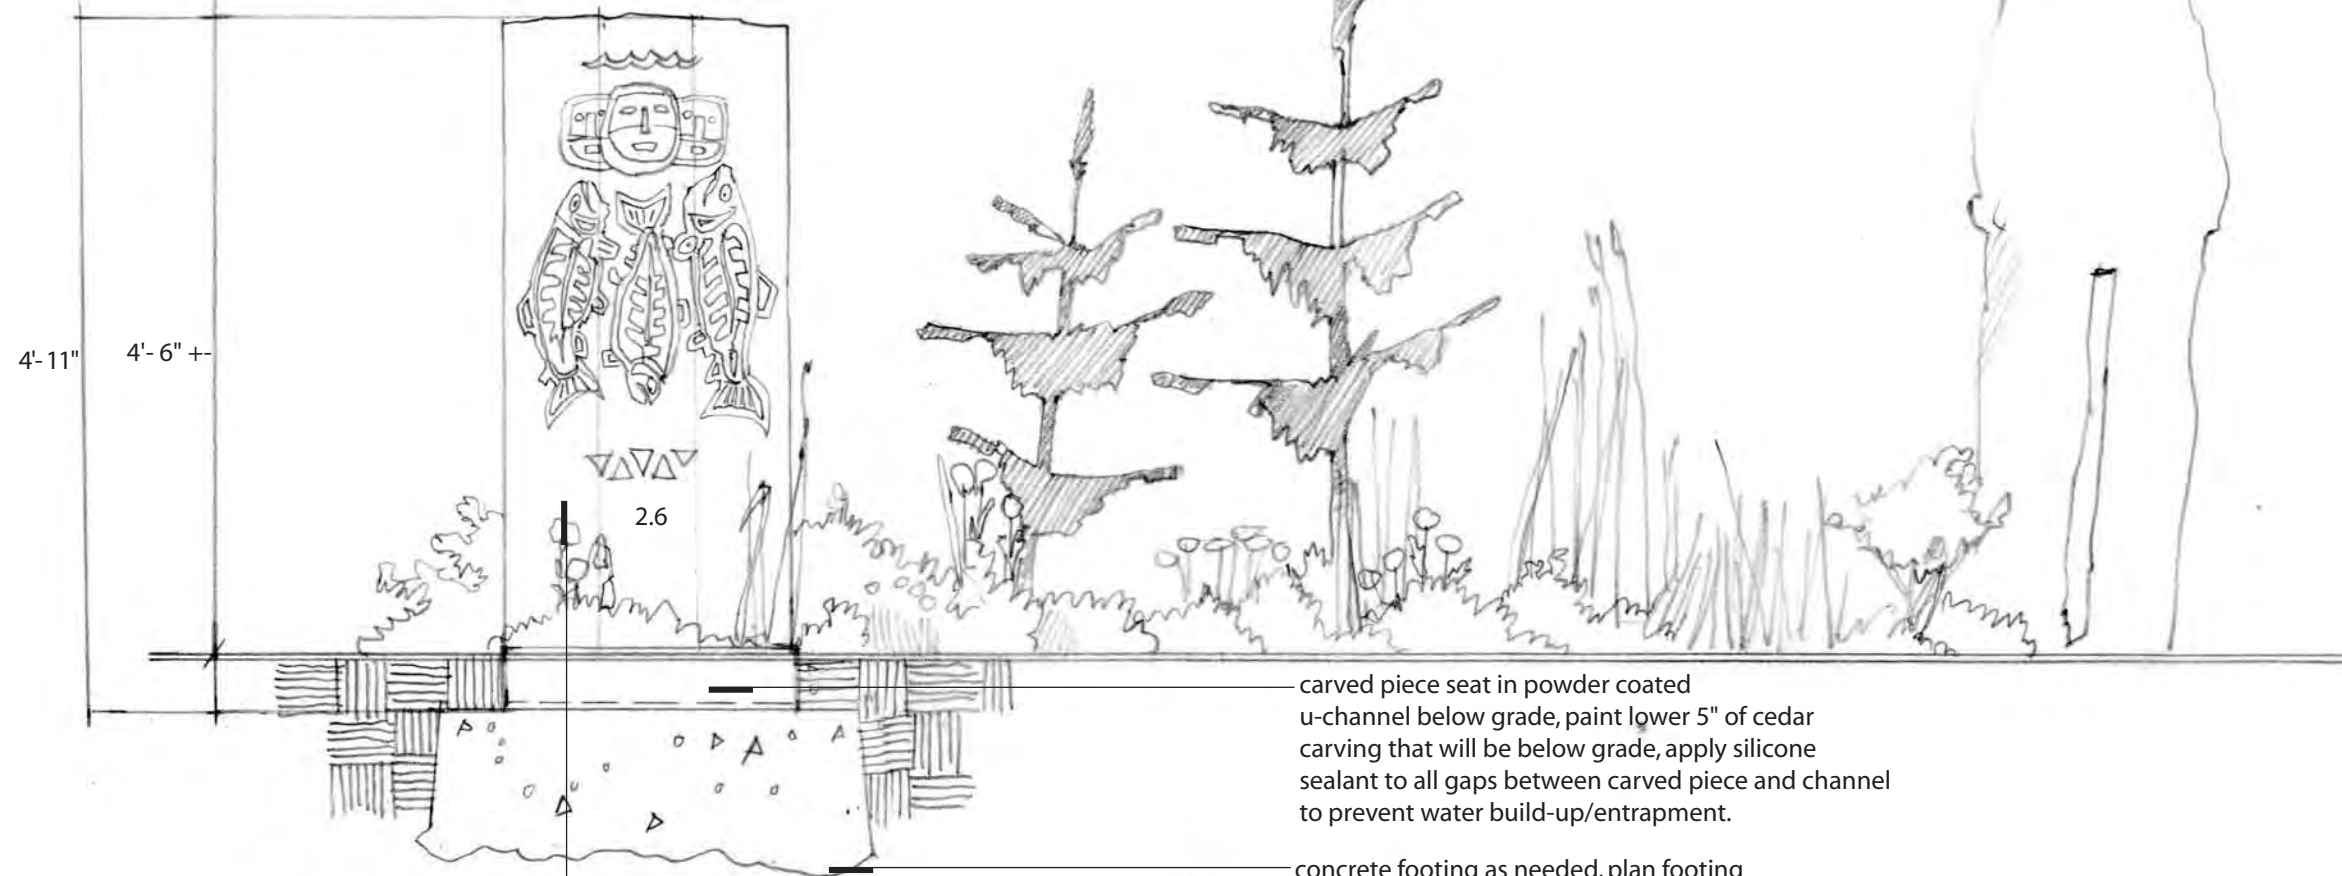 4'- 11"
4'- 6" +-
2.6
carved piece seat in powder coated
u-channel below grade, paint lower 5" of cedar
carving that will be below grade, apply silicone
sealant to all gaps between carved piece and channel
to prevent water build-up/entrapment.
concrete footing as needed, plan footing